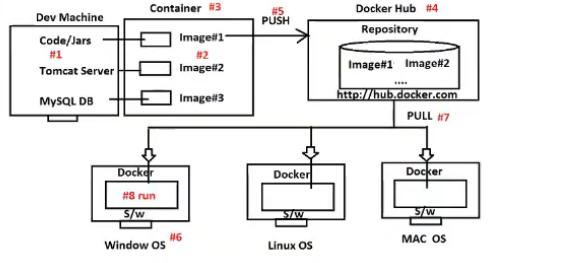 Dev Machine
Container #3
#5
PUSH
Docker Hub #4
Code/Jars
#1
Tomcat Server
MySQL DB
Image#1
#2
Image#2
Image#3
Repository
Image#1 Image#2
....
http://hub.docker.com
PULL #7
Docker
#8 run
S/w
Window OS #6
Docker
S/w
Linux OS
Docker
S/w
MAC OS